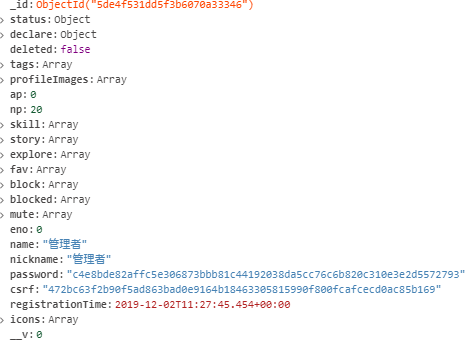 _id:ObjectId("5de4f531dd5f3b6070a33346")
status:Object
declare:Object
deleted:false
tags:Array
profileImages:Array
ap:0
np:20
skill:Array
story:Array
explore:Array
fav:Array
block:Array
blocked:Array
mute:Array
eno:0
name:"管理者"
nickname:"管理者"
password:"c4e8bde82affc5e306873bbb81c44192038da5cc76c6b820c310e3e2d5572793"
csrf:"472bc63f2b90f5ad863bad0e9164b18463305815990f800fcafcecd0ac85b169"
registrationTime:2019-12-02T11:27:45.454+00:00
icons:Array
__v:0